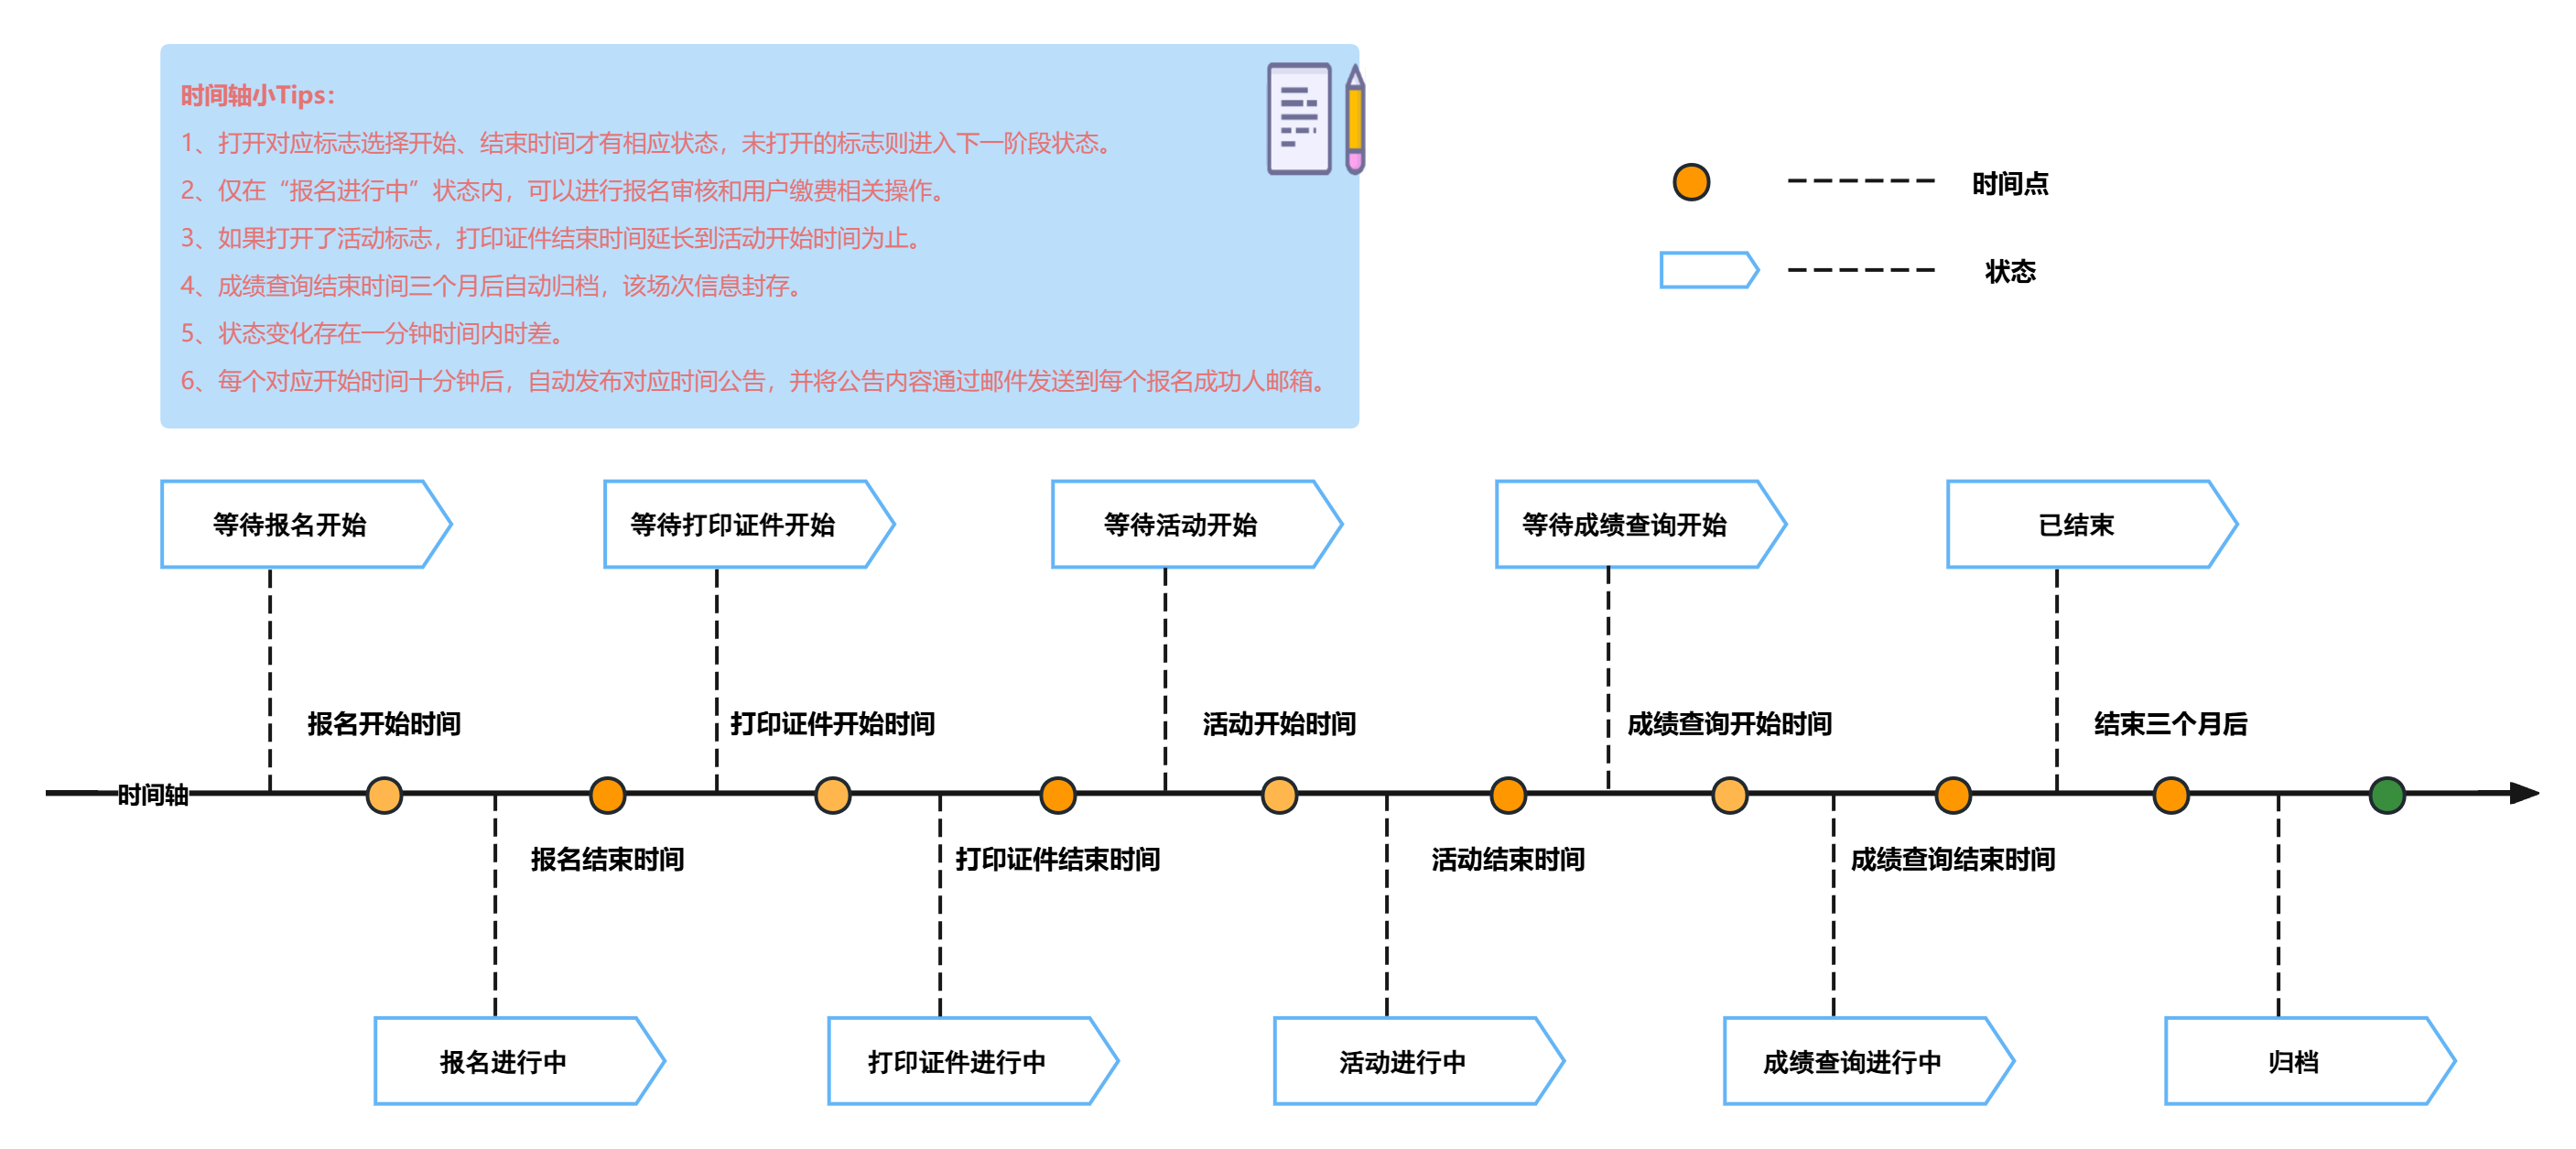 时间轴小Tips：
1、打开对应标志选择开始、结束时间才有相应状态，未打开的标志则进入下一阶段状态。
2、仅在“报名进行中”状态内，可以进行报名审核和用户缴费相关操作。
3、如果打开了活动标志，打印证件结束时间延长到活动开始时间为止。
4、成绩查询结束时间三个月后自动归档，该场次信息封存。
5、状态变化存在一分钟时间内时差。
6、每个对应开始时间十分钟后，自动发布对应时间公告，并将公告内容通过邮件发送到每个报名成功人邮箱。
时间点
状态
等待报名开始
等待打印证件开始
等待活动开始
等待成绩查询开始
已结束
报名开始时间
打印证件开始时间
活动开始时间
成绩查询开始时间
结束三个月后
时间轴
报名结束时间
打印证件结束时间
活动结束时间
成绩查询结束时间
报名进行中
打印证件进行中
活动进行中
成绩查询进行中
归档